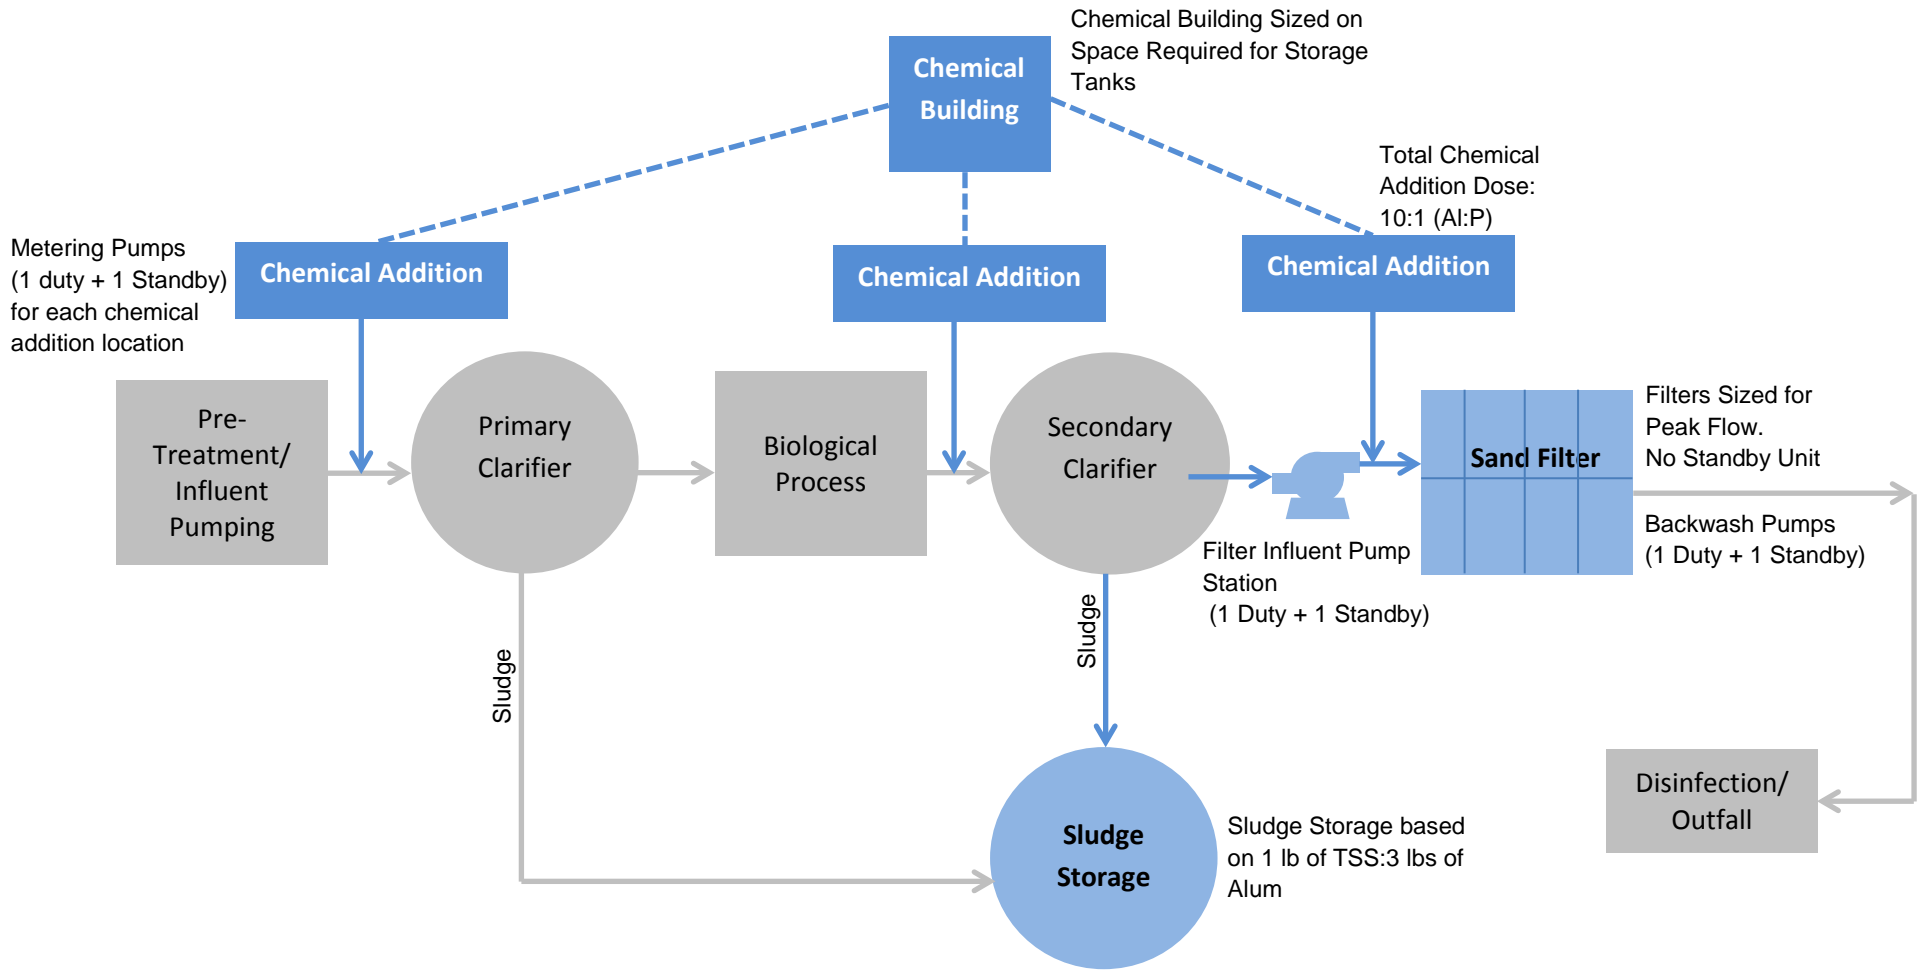 Chemical Building Sized on
Space Required for Storage
Tanks
Chemical
Building
Total Chemical
Addition Dose:
10:1 (Al:P)
Metering Pumps
(1 duty + 1 Standby)
for each chemical
addition location
Chemical Addition
Chemical Addition
Chemical Addition
Pre-
Treatment/
Influent
Pumping
Primary
Clarifier
Biological
Process
Secondary
Clarifier
Sand Filter
Filters Sized for
Peak Flow.
No Standby Unit
Backwash Pumps
(1 Duty + 1 Standby)
Filter Influent Pump
Station
(1 Duty + 1 Standby)
Sludge
Sludge
Sludge
Storage
Sludge Storage based
on 1 lb of TSS:3 lbs of
Alum
Disinfection/
Outfall